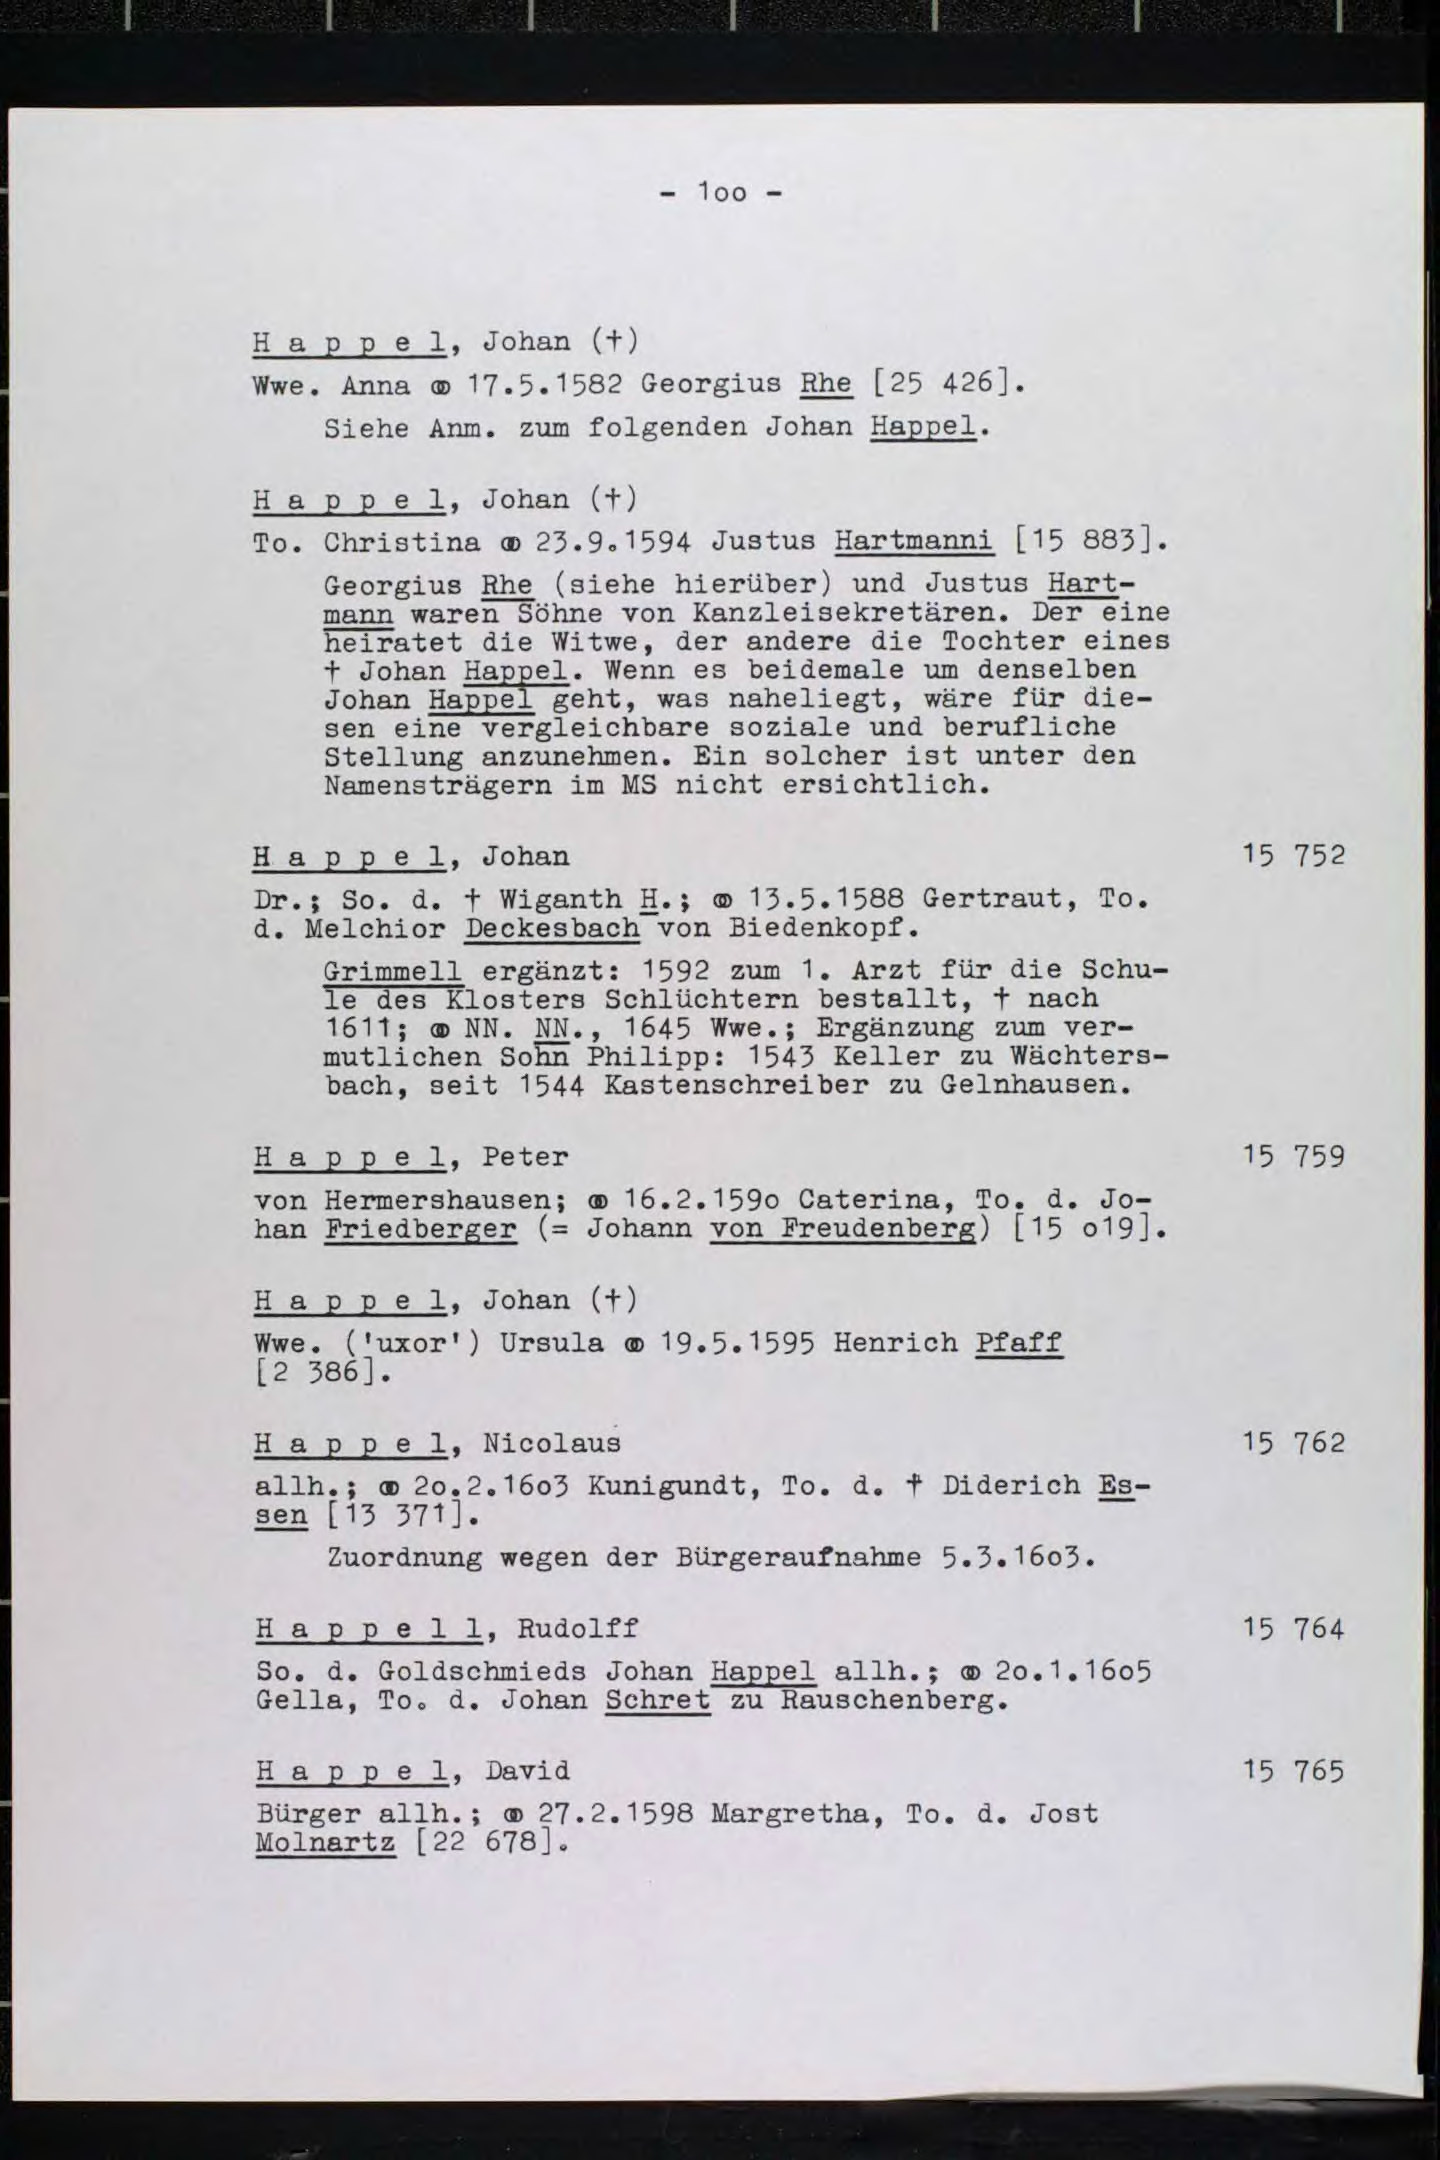 - 1oo -
H a p p e l, Johan (†)
Wwe. Anna ⚭ 17.5.1582 Georgius Rhe [25 426].
Siehe Anm. zum folgenden Johan Happel.
H a p p e l, Johan (†)
To. Christina ⚭ 23.9.1594 Justus Hartmanni [15 883].
Georgius Rhe (siehe hierüber) und Justus Hart-
mann waren Söhne von Kanzleisekretären. Der eine
heiratet die Witwe, der andere die Tochter eines
† Johan Happel. Wenn es beidemale um denselben
Johan Happel geht, was naheliegt, wäre für die-
sen eine vergleichbare soziale und berufliche
Stellung anzunehmen. Ein solcher ist unter den
Namensträgern im MS nicht ersichtlich.
H a p p e l, Johan 15 752
Dr.; So. d. † Wiganth H.; ⚭ 13.5.1588 Gertraut, To.
d. Melchior Deckesbach von Biedenkopf.
Grimmell ergänzt: 1592 zum 1. Arzt für die Schu-
le des Klosters Schlüchtern bestallt, † nach
1611; ⚭ NN. NN., 1645 Wwe.; Ergänzung zum ver-
mutlichen Sohn Philipp: 1543 Keller zu Wächters-
bach, seit 1544 Kastenschreiber zu Gelnhausen.
H a p p e l, Peter 15 759
von Hermershausen; ⚭ 16.2.159o Caterina, To. d. Jo-
han Friedberger (= Johann von Freudenberg) [15 o19].
H a p p e l, Johan (†)
Wwe. ('uxor') Ursula ⚭ 19.5.1595 Henrich Pfaff
[2 386].
H a p p e l, Nicolaus 15 762
allh.; ⚭ 2o.2.16o3 Kunigundt, To. d. † Diderich Es-
sen [13 371].
Zuordnung wegen der Bürgeraufnahme 5.3.16o3.
H a p p e l l, Rudolff 15 764
So. d. Goldschmieds Johan Happel allh.; ⚭ 2o.1.16o5
Gella, To. d. Johan Schret zu Rauschenberg.
H a p p e l, David 15 765
Bürger allh.; ⚭ 27.2.1598 Margretha, To. d. Jost
Molnartz [22 678].